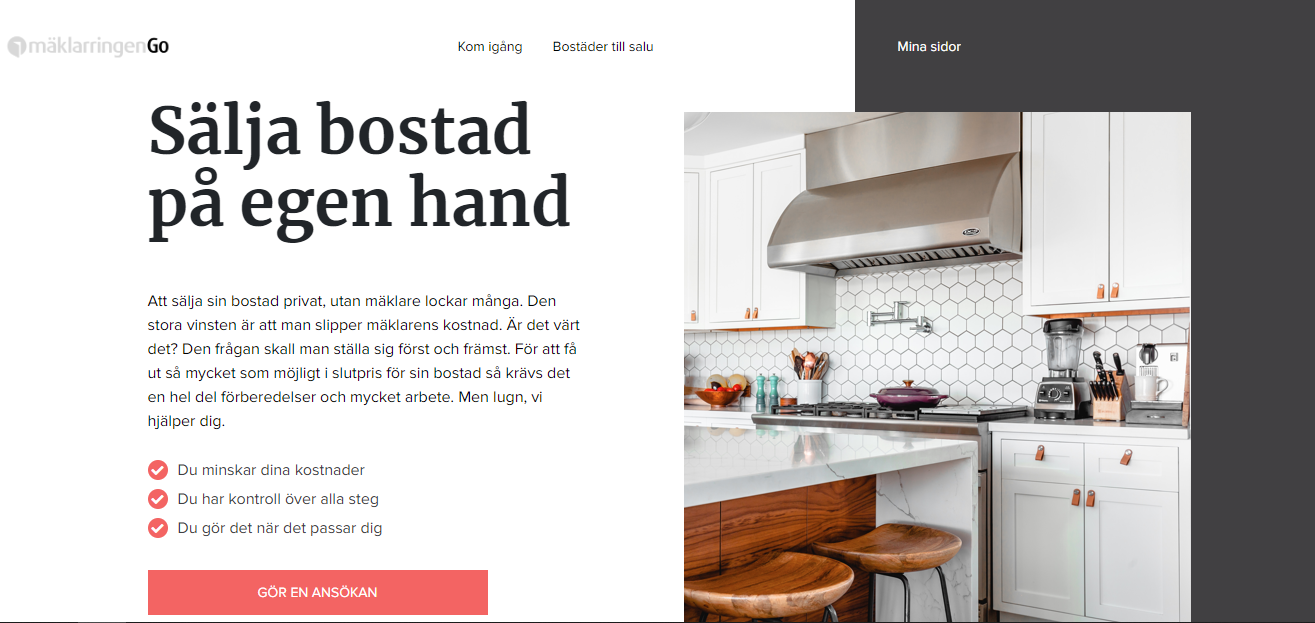 mäklarringenGo
Kom igång
Bostäder till salu
Mina sidor
Sälja bostad
på egen hand
Att sälja sin bostad privat, utan mäklare lockar många. Den
stora vinsten är att man slipper mäklarens kostnad. Är det värt
det? Den frågan skall man ställa sig först och främst. För att få
ut så mycket som möjligt i slutpris för sin bostad så krävs det
en hel del förberedelser och mycket arbete. Men lugn, vi
hjälper dig.
Du minskar dina kostnader
Du har kontroll över alla steg
Du gör det när det passar dig
GÖR EN ANSÖKAN